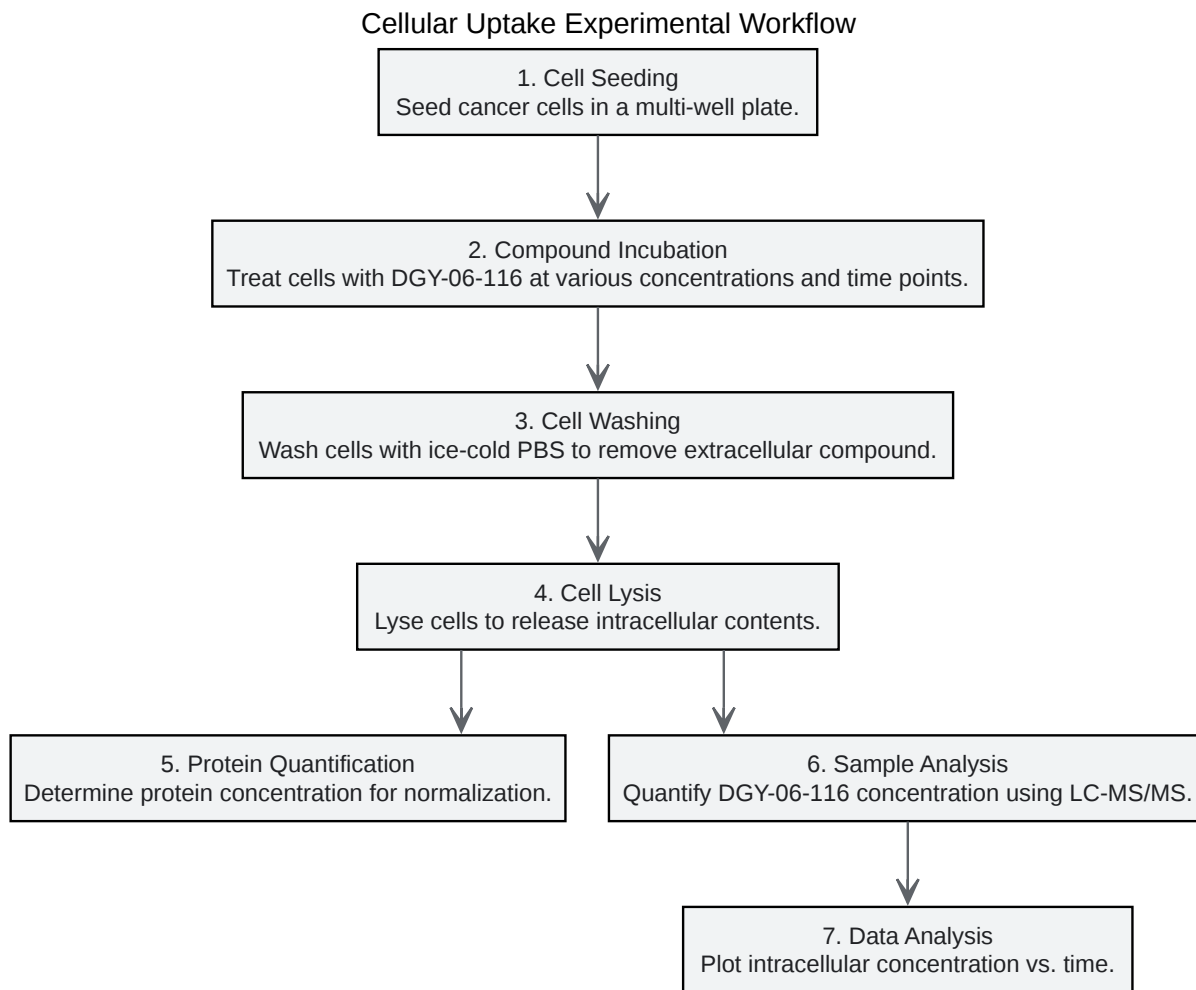 Cellular Uptake Experimental Workflow
1. Cell Seeding
Seed cancer cells in a multi-well plate.
2. Compound Incubation
Treat cells with DGY-06-116 at various concentrations and time points.
3. Cell Washing
Wash cells with ice-cold PBS to remove extracellular compound.
4. Cell Lysis
Lyse cells to release intracellular contents.
5. Protein Quantification
Determine protein concentration for normalization.
6. Sample Analysis
Quantify DGY-06-116 concentration using LC-MS/MS.
7. Data Analysis
Plot intracellular concentration vs. time.